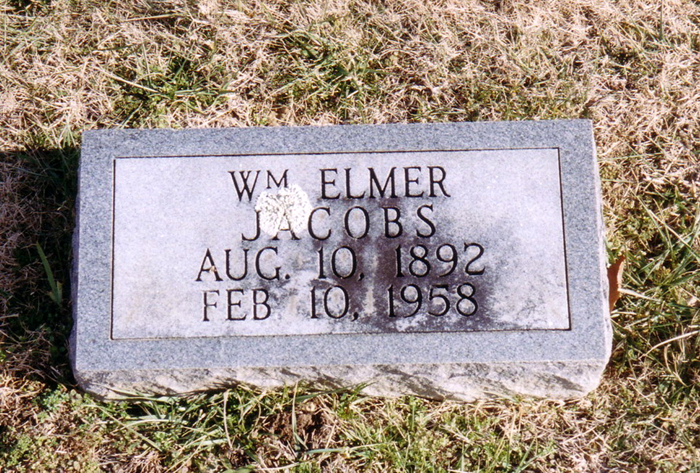 WM ELMER
JACOBS
AUG. 10, 1892
FEB 10, 1958